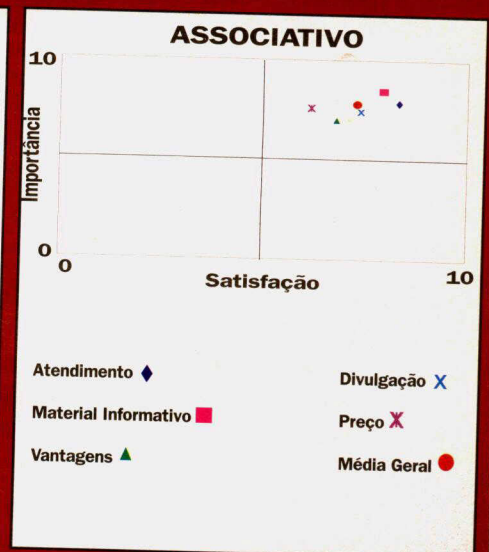 ASSOCIATIVO
10
Importância
0
0
Satisfação
10
Atendimento
Material Informativo
Vantagens
Divulgação
Preço
Média Geral